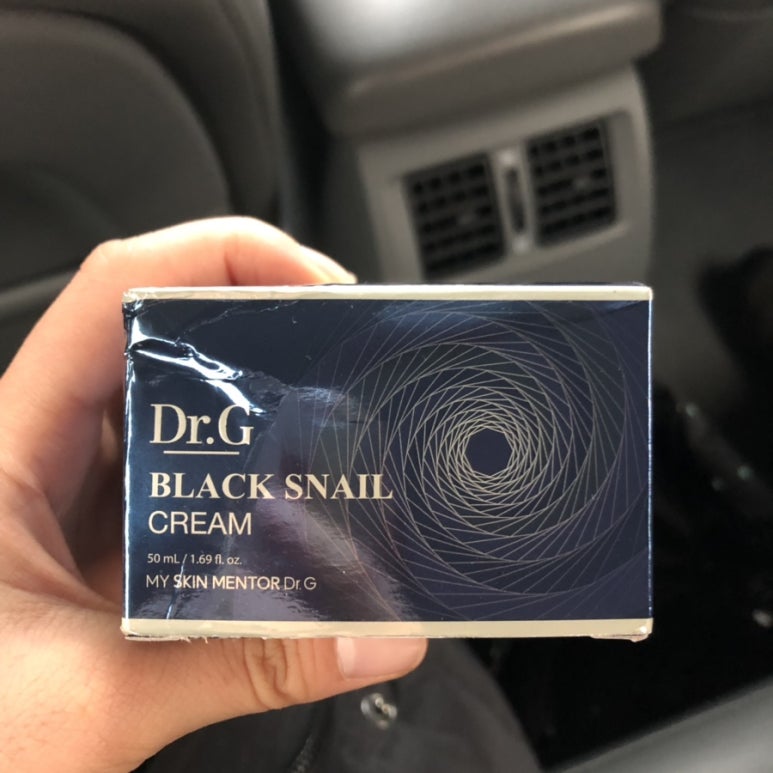 Dr.G
BLACK SNAIL
CREAM
50 mL / 1.69 fl. oz.
MY SKIN MENTOR Dr.G